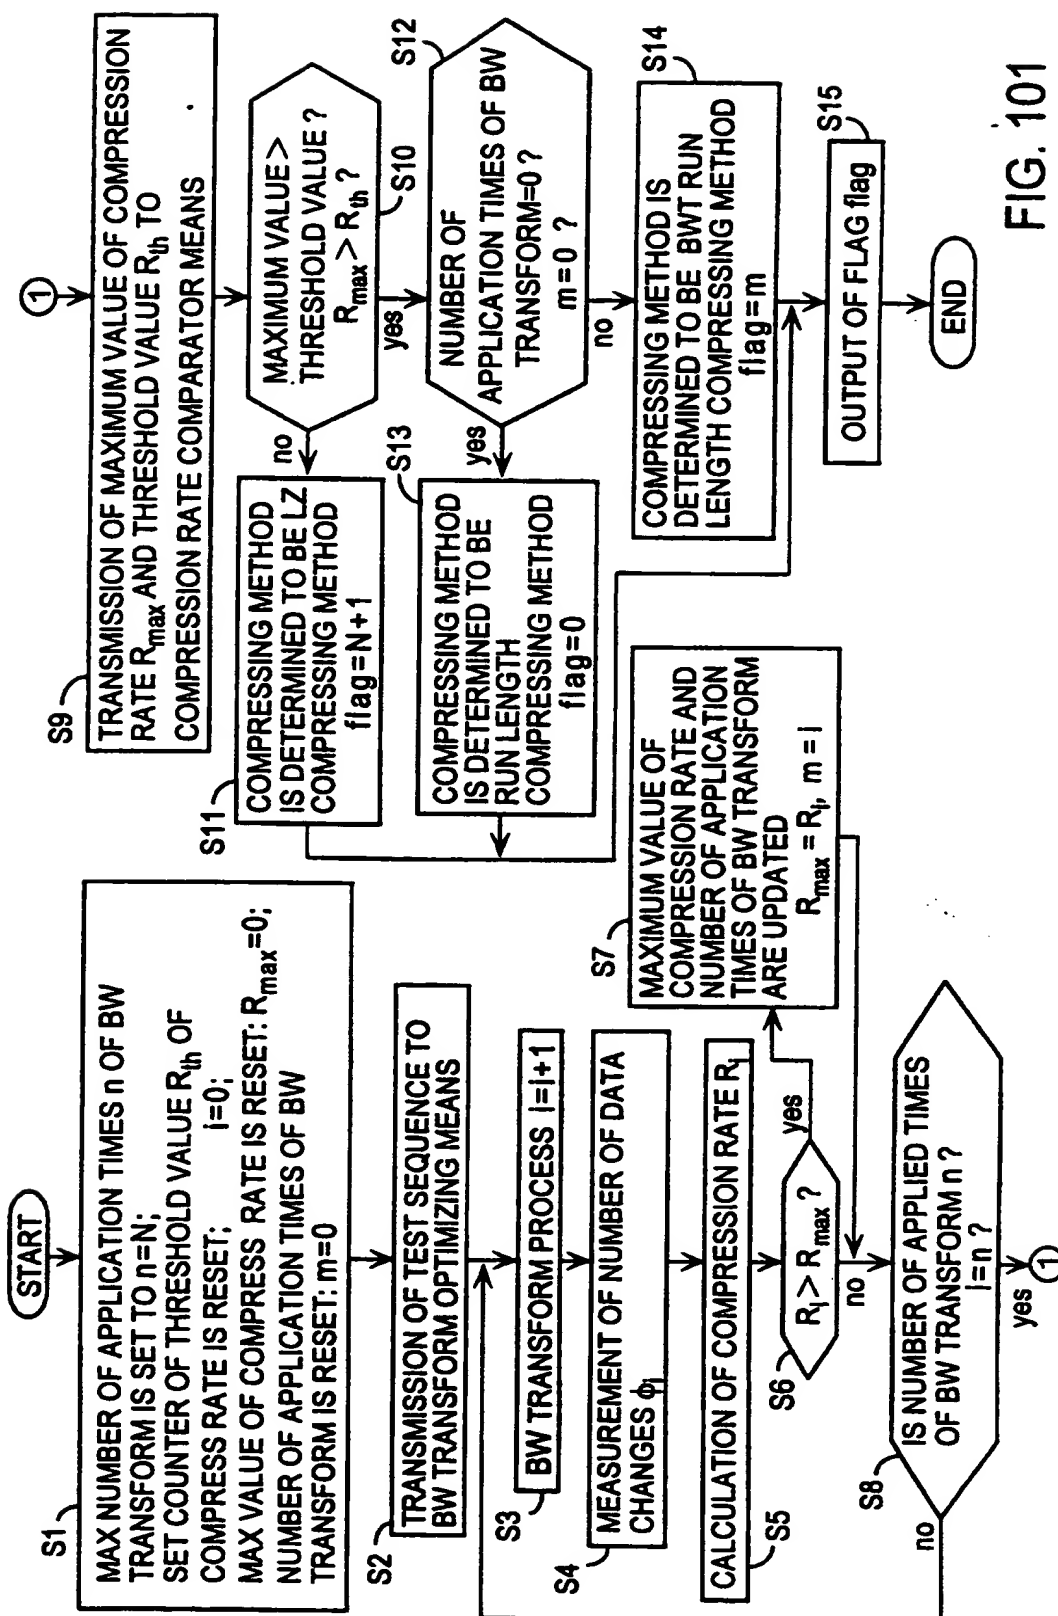 START
S1
MAX NUMBER OF APPLICATION TIMES n OF BW
TRANSFORM IS SET TO n=N;
SET COUNTER OF THRESHOLD VALUE Rth OF
COMPRESS RATE IS RESET; i=0;
MAX VALUE OF COMPRESS RATE IS RESET: Rmax=0;
NUMBER OF APPLICATION TIMES OF BW
TRANSFORM IS RESET: m=0
S2
TRANSMISSION OF TEST SEQUENCE TO
BW TRANSFORM OPTIMIZING MEANS
S3
BW TRANSFORM PROCESS i=i+1
S4
MEASUREMENT OF NUMBER OF DATA
CHANGES ϕi
S5
CALCULATION OF COMPRESSION RATE Ri
S6
Ri > Rmax ?
yes
no
S7
MAXIMUM VALUE OF
COMPRESSION RATE AND
NUMBER OF APPLICATION
TIMES OF BW TRANSFORM
ARE UPDATED
Rmax = Ri, m = i
S8
IS NUMBER OF APPLIED TIMES
OF BW TRANSFORM n ?
i=n ?
no
yes
1
1
S9
TRANSMISSION OF MAXIMUM VALUE OF COMPRESSION
RATE Rmax AND THRESHOLD VALUE Rth TO
COMPRESSION RATE COMPARATOR MEANS
MAXIMUM VALUE >
THRESHOLD VALUE ?
Rmax > Rth ?
S10
no
yes
S11
COMPRESSING METHOD
IS DETERMINED TO BE LZ
COMPRESSING METHOD
flag=N+1
S12
NUMBER OF
APPLICATION TIMES OF BW
TRANSFORM=0 ?
m=0 ?
yes
no
S13
COMPRESSING METHOD
IS DETERMINED TO BE
RUN LENGTH
COMPRESSING METHOD
flag=0
S14
COMPRESSING METHOD IS
DETERMINED TO BE BWT RUN
LENGTH COMPRESSING METHOD
flag=m
S15
OUTPUT OF FLAG flag
END
FIG. 101